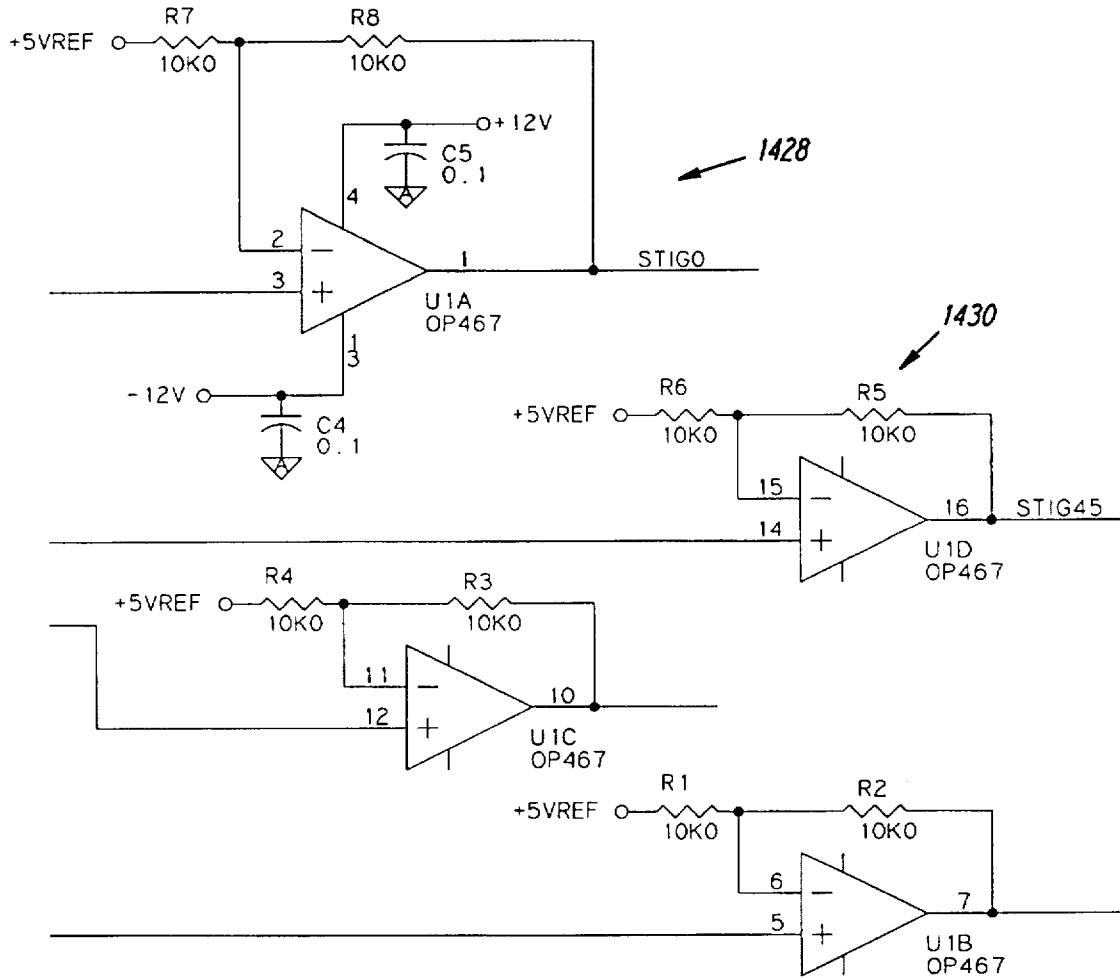 R7
R8
+5VREF
10K0
10K0
+12V
C5
0.1
A
1428
4
2
-
3
+
1
STIG0
U1A
OP467
1
3
1430
-12V
C4
0.1
A
R6
R5
+5VREF
10K0
10K0
15
-
14
+
16
STIG45
U1D
OP467
R4
R3
+5VREF
10K0
10K0
11
-
12
+
10
U1C
OP467
R1
R2
+5VREF
10K0
10K0
6
-
5
+
7
U1B
OP467